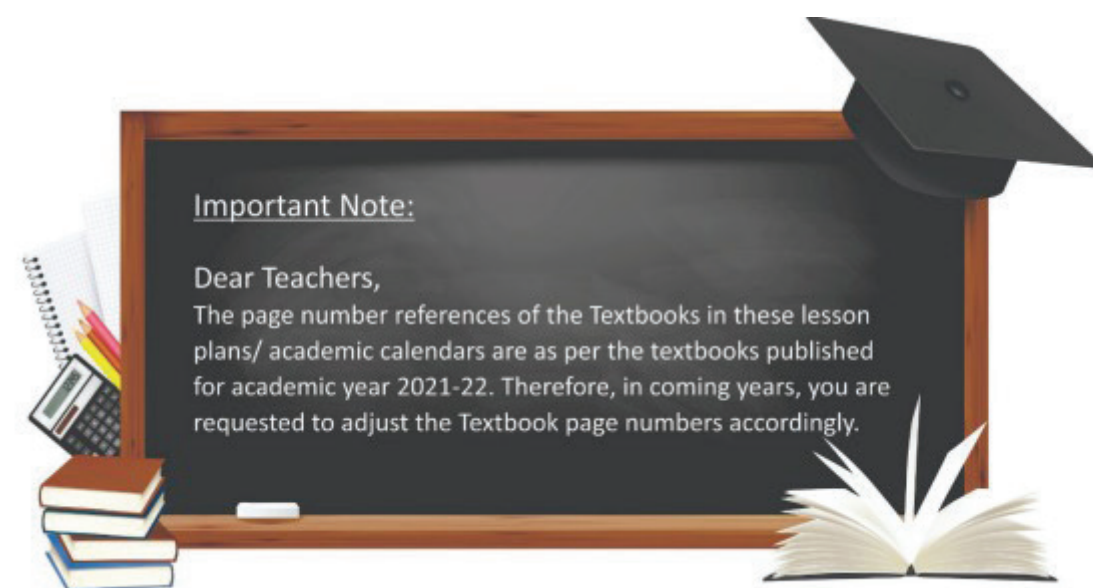 Important Note:
Dear Teachers,
The page number references of the Textbooks in these lesson
plans/ academic calendars are as per the textbooks published
for academic year 2021-22. Therefore, in coming years, you are
requested to adjust the Textbook page numbers accordingly.